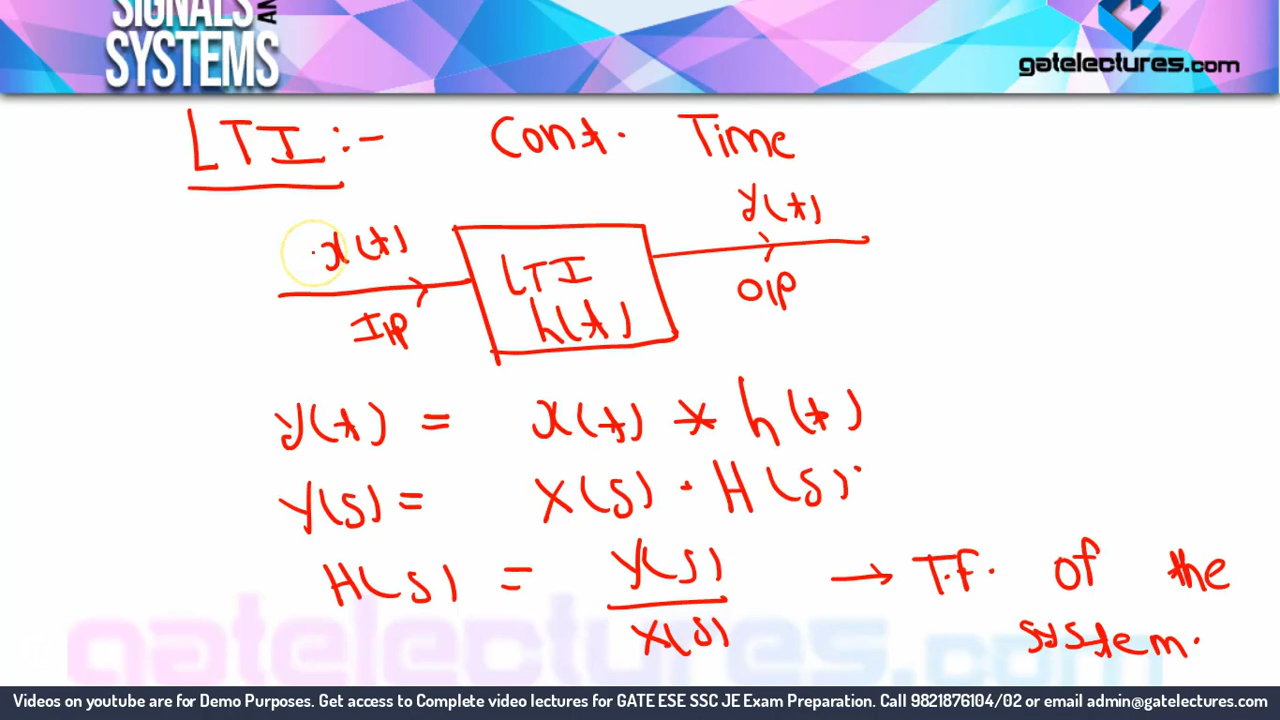 SIGNALS AND
SYSTEMS
gatelectures.com
LTI :- Cont. Time
x(t)
I/P
LTI
h(t)
y(t)
O/P
y(t) = x(t) * h(t)
Y(s) = X(s) · H(s)
H(s) = Y(s) / X(s) → T.F. of the
system.
gatelectures.com
Videos on youtube are for Demo Purposes. Get access to Complete video lectures for GATE ESE SSC JE Exam Preparation. Call 9821876104/02 or email admin@gatelectures.com